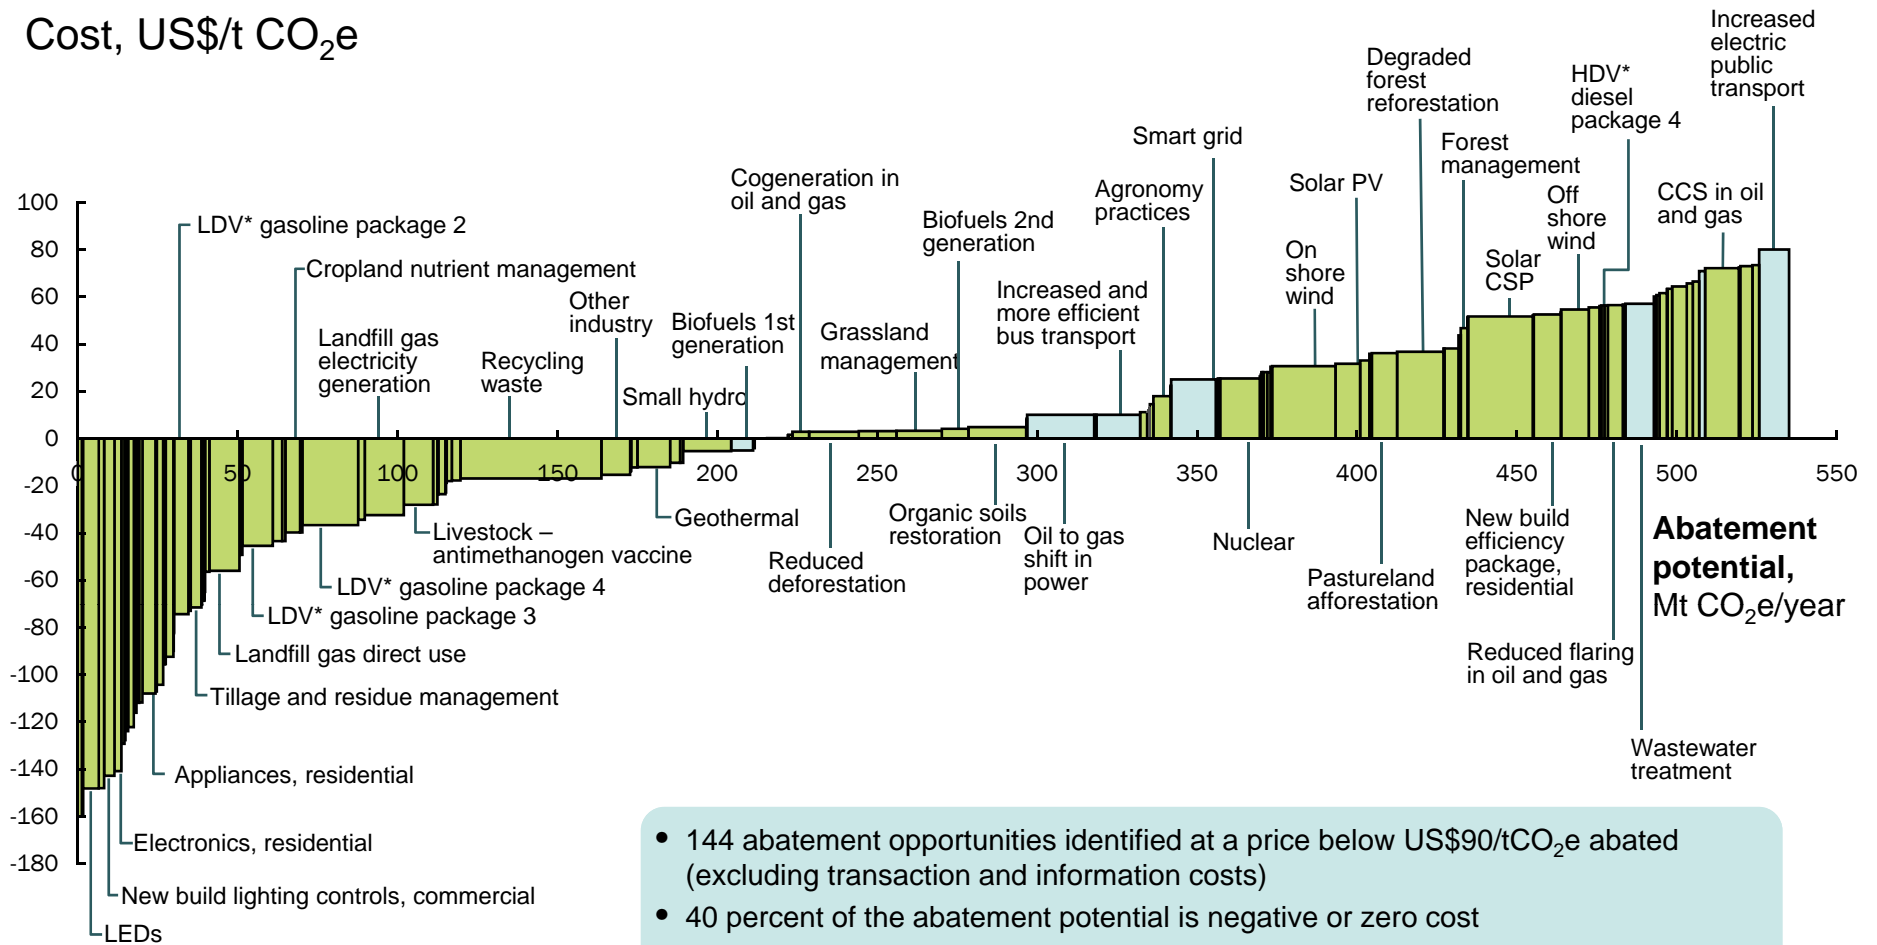 Cost, US$/t CO2e
Increased
electric
public
transport
Degraded
forest
reforestation
HDV*
diesel
package 4
Smart grid
Forest
management
Cogeneration in
oil and gas
Agronomy
practices
Solar PV
Off
shore
wind
CCS in oil
and gas
LDV* gasoline package 2
Biofuels 2nd
generation
On
shore
wind
Solar
CSP
Cropland nutrient management
Other
industry
Increased and
more efficient
bus transport
Landfill gas
electricity
generation
Recycling
waste
Biofuels 1st
generation
Grassland
management
Small hydro
100
80
60
40
20
0
-20
-40
-60
-80
-100
-120
-140
-160
-180
0 50 100 150 200 250 300 350 400 450 500 550
Geothermal
Livestock –
antimethanogen vaccine
LDV* gasoline package 4
LDV* gasoline package 3
Landfill gas direct use
Tillage and residue management
Appliances, residential
Electronics, residential
New build lighting controls, commercial
LEDs
Reduced
deforestation
Organic soils
restoration
Oil to gas
shift in
power
Nuclear
Pastureland
afforestation
New build
efficiency
package,
residential
Reduced flaring
in oil and gas
Wastewater
treatment
Abatement
potential,
Mt CO2e/year
• 144 abatement opportunities identified at a price below US$90/tCO2e abated
(excluding transaction and information costs)
• 40 percent of the abatement potential is negative or zero cost